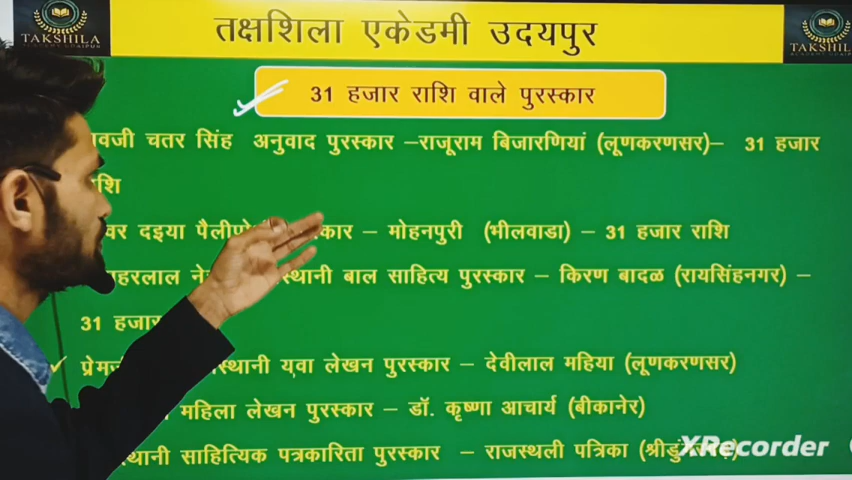 TAKSHILA
तक्षशिला एकेडमी उदयपुर
TAKSHILA
31 हजार राशि वाले पुरस्कार
चतर सिंह अनुवाद पुरस्कार –राजूराम बिजारणियां (लूणकरणसर)– 31 हजार
दइया – मोहनपुरी (भीलवाडा) – 31 हजार राशि
बाल साहित्य पुरस्कार – किरण बादळ (रायसिंहनगर) –
31 हजार
युवा लेखन पुरस्कार – देवीलाल महिया (लूणकरणसर)
महिला लेखन पुरस्कार – डॉ. कृष्णा आचार्य (बीकानेर)
साहित्यिक पत्रकारिता पुरस्कार – राजस्थली पत्रिका
XRecorder